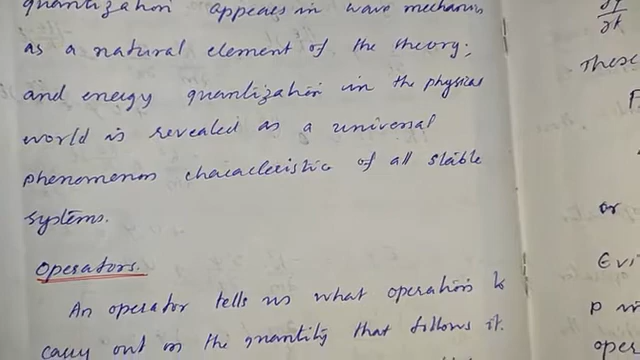 quantization appears in wave mechanics
as a natural element of the theory;
and energy quantization in the physical
world is revealed as a universal
phenomenon characteristic of all stable
systems.
Operators.
An operator tells us what operation to
carry out on the quantity that follows it.
∂t
These
or
Evi
oper